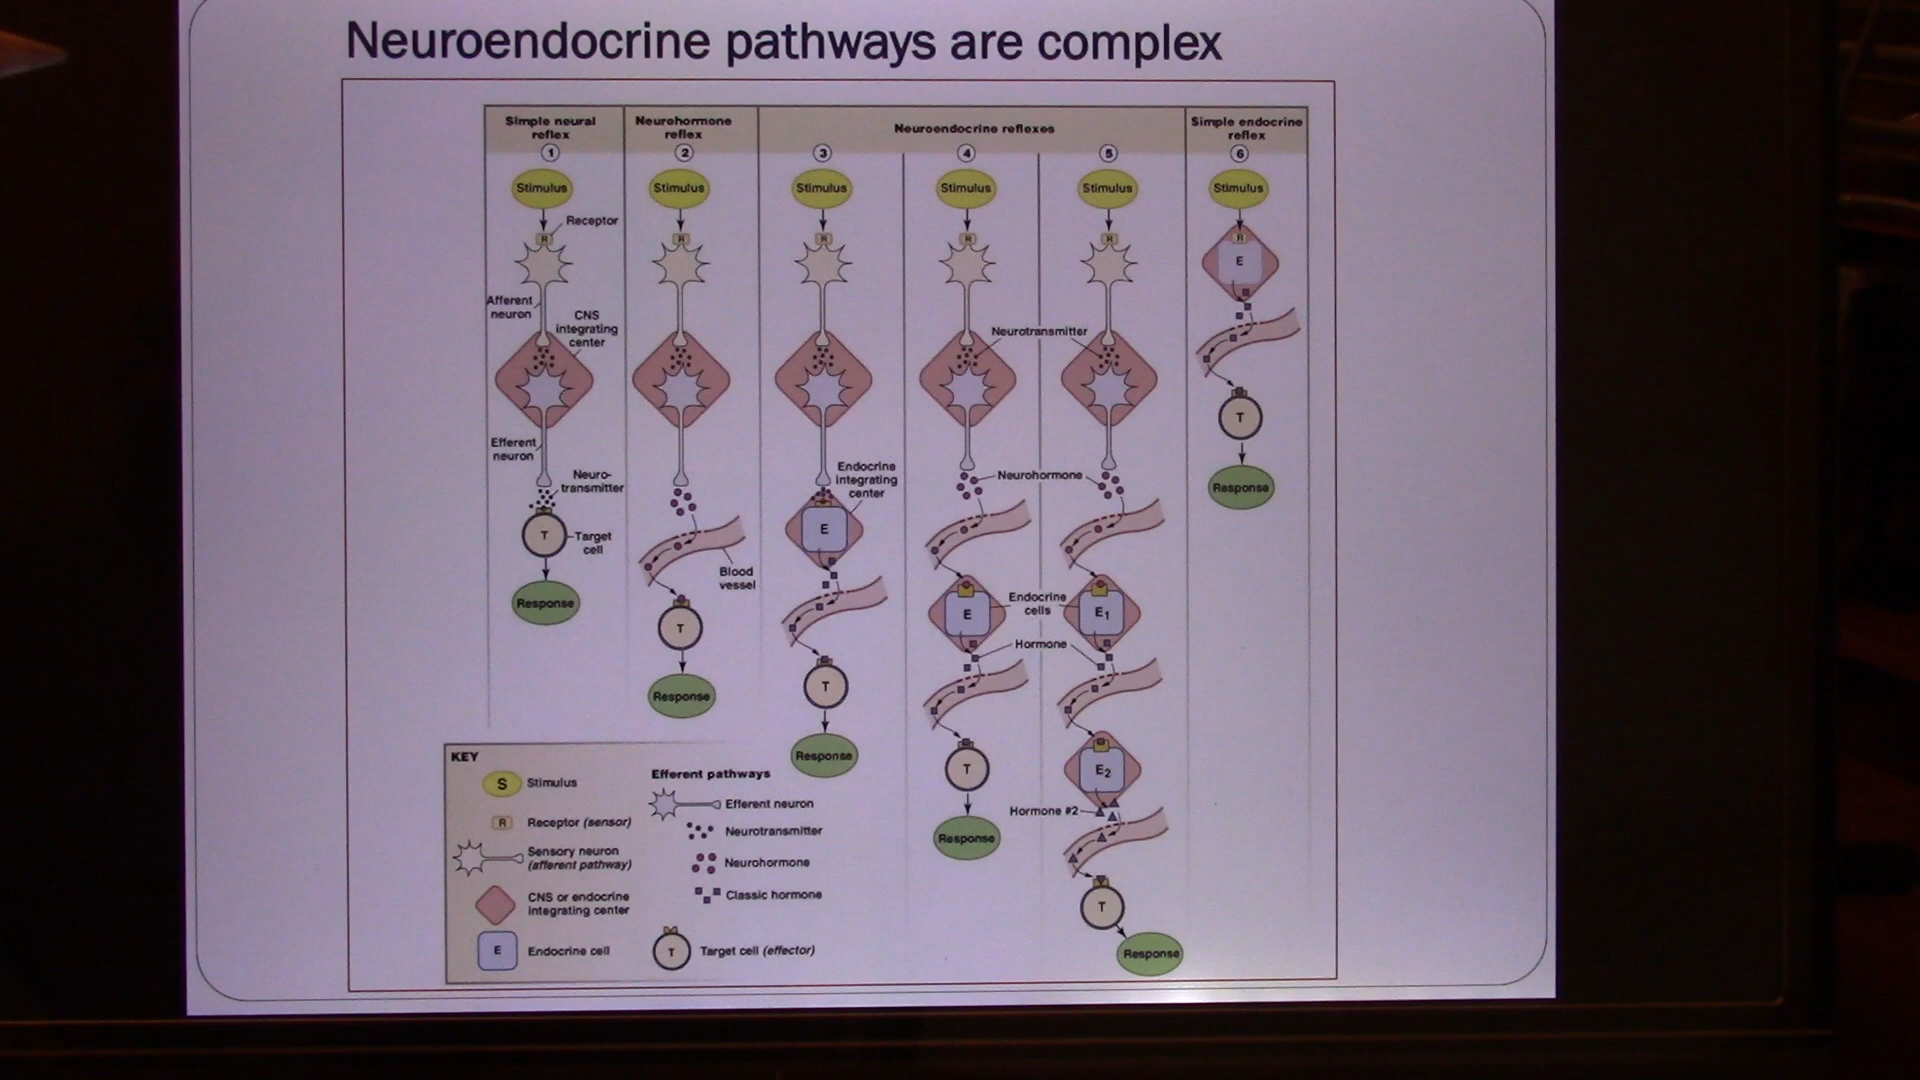 Neuroendocrine pathways are complex
Simple neural
reflex
1
Neurohormone
reflex
2
Neuroendocrine reflexes
3
4
5
Simple endocrine
reflex
6
Stimulus
Stimulus
Stimulus
Stimulus
Stimulus
Stimulus
Receptor
R
R
R
R
R
R
E
Afferent
neuron
CNS
integrating
center
Neurotransmitter
T
Response
Efferent
neuron
Neuro-
transmitter
T
Target
cell
Response
Blood
vessel
T
Response
Endocrine
integrating
center
E
T
Response
Neurohormone
E
Endocrine
cells
E1
Hormone
T
Response
E2
Hormone #2
T
Response
KEY
S
Stimulus
R
Receptor (sensor)
Sensory neuron
(afferent pathway)
CNS or endocrine
integrating center
E
Endocrine cell
Efferent pathways
Efferent neuron
Neurotransmitter
Neurohormone
Classic hormone
T
Target cell (effector)